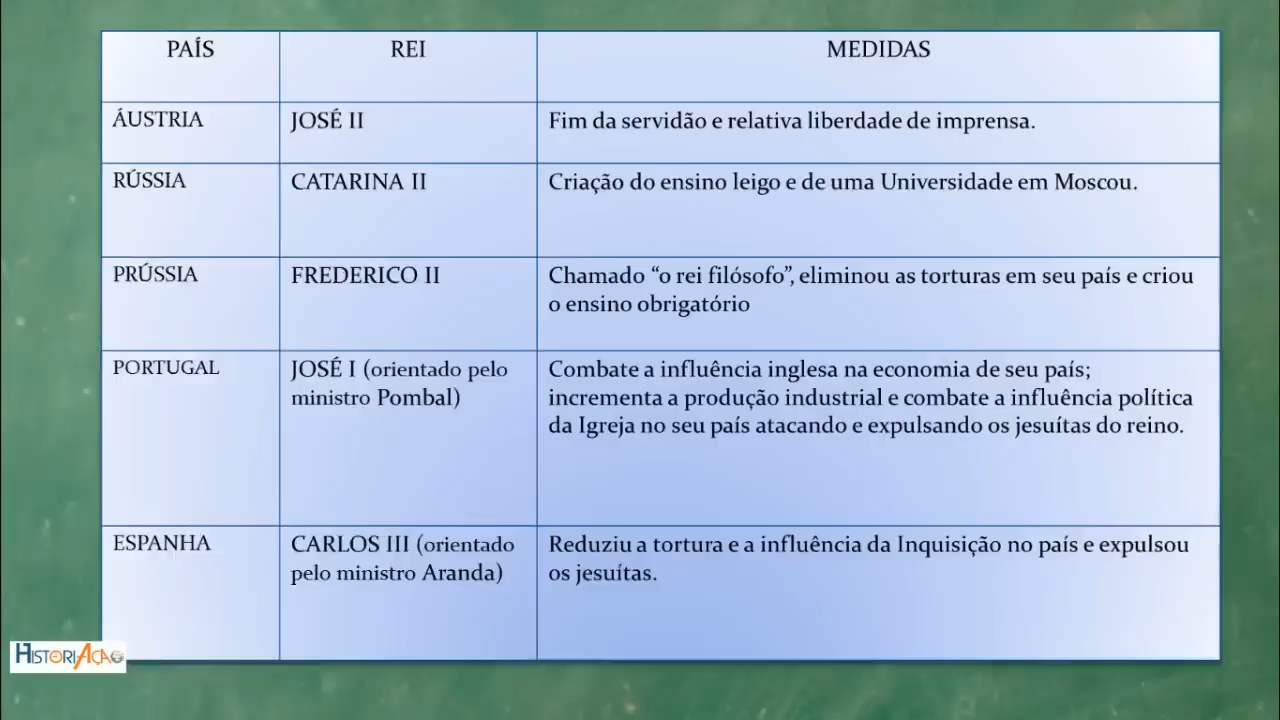 PAÍS REI MEDIDAS
ÁUSTRIA JOSÉ II Fim da servidão e relativa liberdade de imprensa.
RÚSSIA CATARINA II Criação do ensino leigo e de uma Universidade em Moscou.
PRÚSSIA FREDERICO II Chamado “o rei filósofo”, eliminou as torturas em seu país e criou
o ensino obrigatório
PORTUGAL JOSÉ I (orientado pelo Combate a influência inglesa na economia de seu país;
ministro Pombal) incrementa a produção industrial e combate a influência política
da Igreja no seu país atacando e expulsando os jesuítas do reino.
ESPANHA CARLOS III (orientado Reduziu a tortura e a influência da Inquisição no país e expulsou
pelo ministro Aranda) os jesuítas.
HISTORIAÇÃO